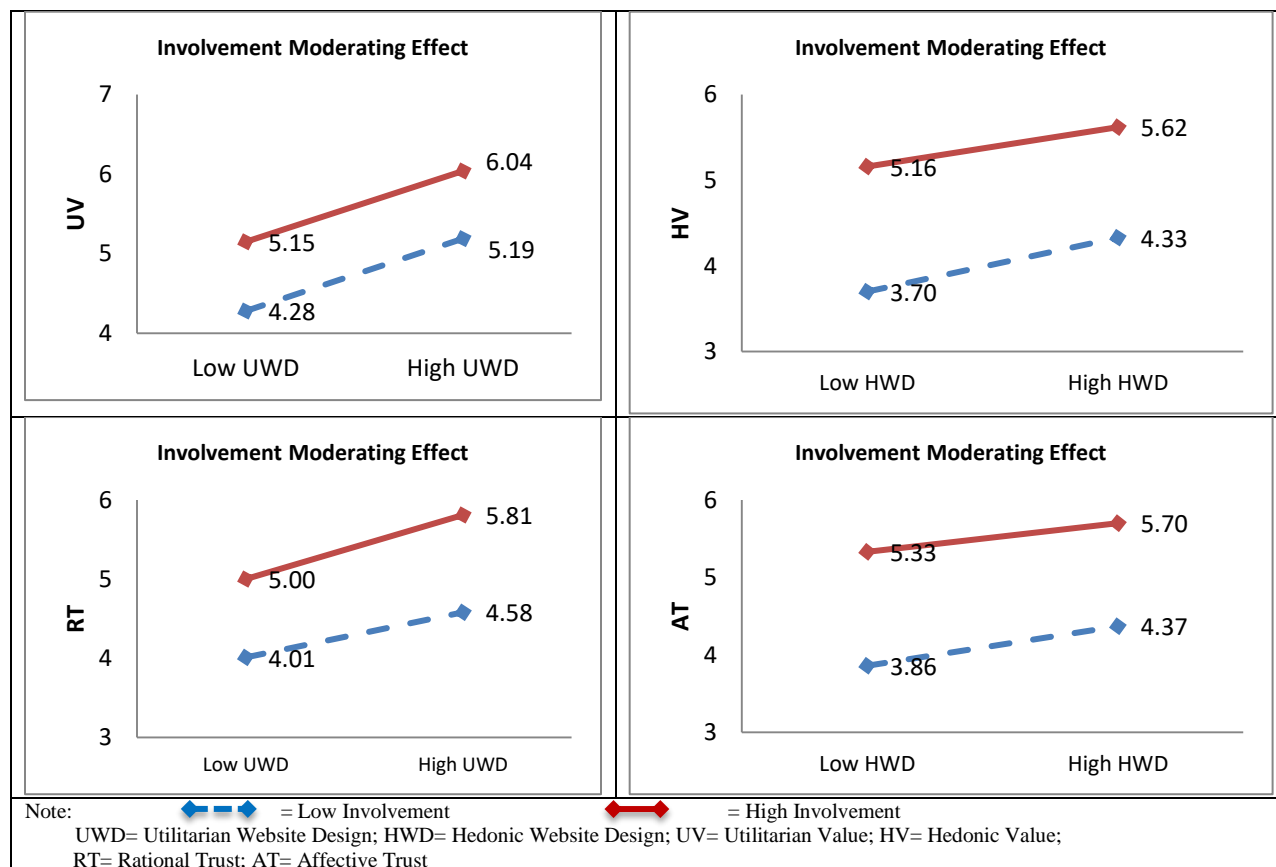 Involvement Moderating Effect
7
6
5
4
UV
6.04
5.15
5.19
4.28
Low UWD High UWD
Involvement Moderating Effect
6
5
4
3
HV
5.62
5.16
4.33
3.70
Low HWD High HWD
Involvement Moderating Effect
6
5
4
3
RT
5.81
5.00
4.58
4.01
Low UWD High UWD
Involvement Moderating Effect
6
5
4
3
AT
5.70
5.33
4.37
3.86
Low HWD High HWD
Note: = Low Involvement = High Involvement
UWD= Utilitarian Website Design; HWD= Hedonic Website Design; UV= Utilitarian Value; HV= Hedonic Value;
RT= Rational Trust; AT= Affective Trust